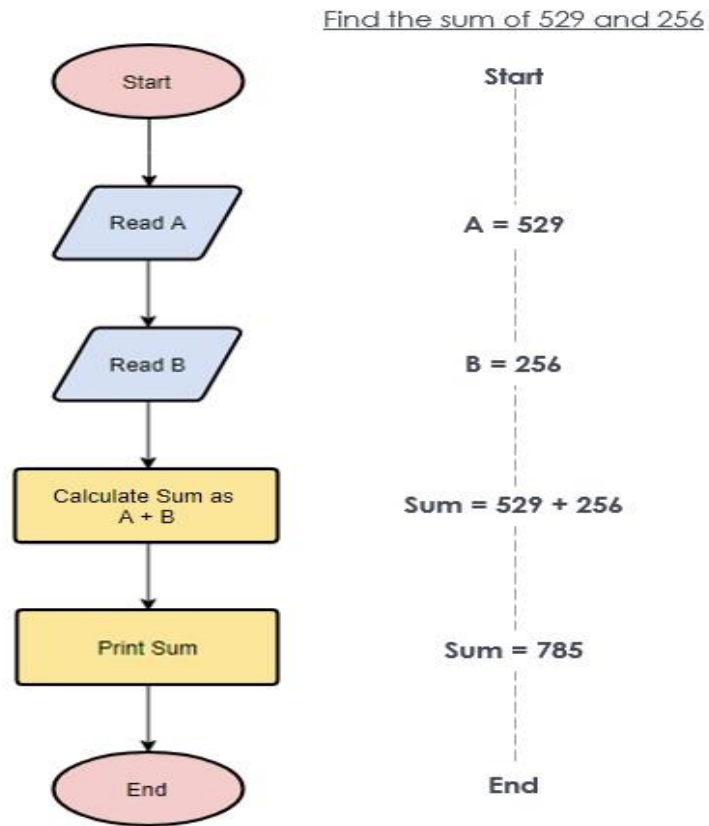 Find the sum of 529 and 256
Start
Start
Read A
A = 529
Read B
B = 256
Calculate Sum as
A + B
Sum = 529 + 256
Print Sum
Sum = 785
End
End